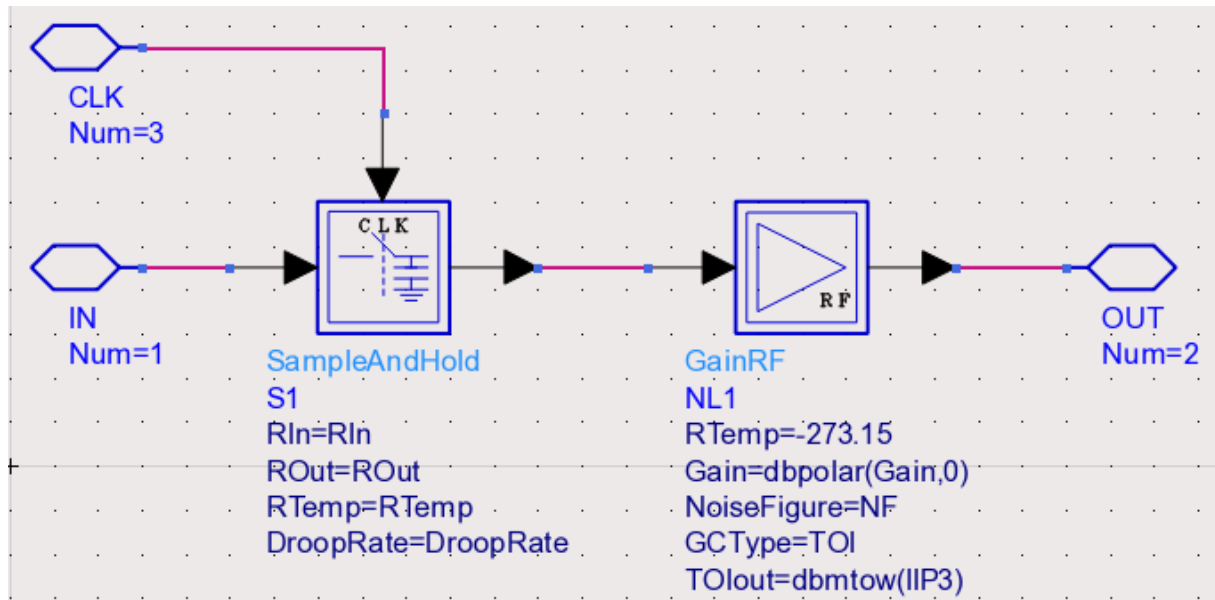 CLK
Num=3
CLK
IN
Num=1
SampleAndHold
S1
RIn=RIn
ROut=ROut
RTemp=RTemp
DroopRate=DroopRate
RF
GainRF
NL1
RTemp=-273.15
Gain=dbpolar(Gain,0)
NoiseFigure=NF
GCType=TOI
TOIout=dbmtow(IIP3)
OUT
Num=2